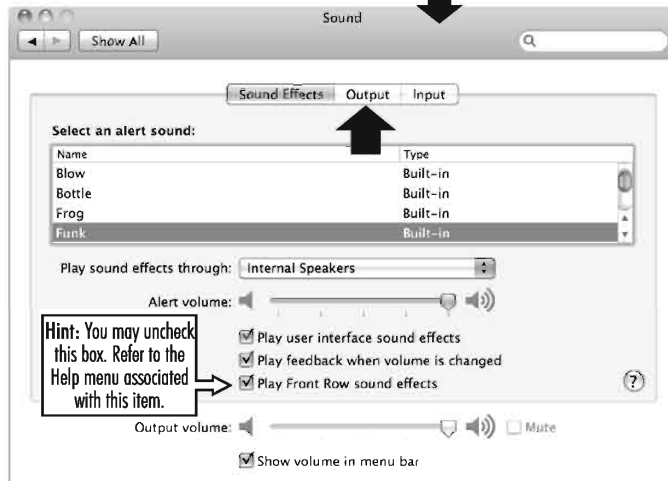 Sound
Show All
Sound Effects Output Input
Select an alert sound:
Name Type
Blow Built-in
Bottle Built-in
Frog Built-in
Funk Built-in
Play sound effects through: Internal Speakers
Alert volume:
Hint: You may uncheck
this box. Refer to the
Help menu associated
with this item.
Play user interface sound effects
Play feedback when volume is changed
Play Front Row sound effects
?
Output volume: Mute
Show volume in menu bar